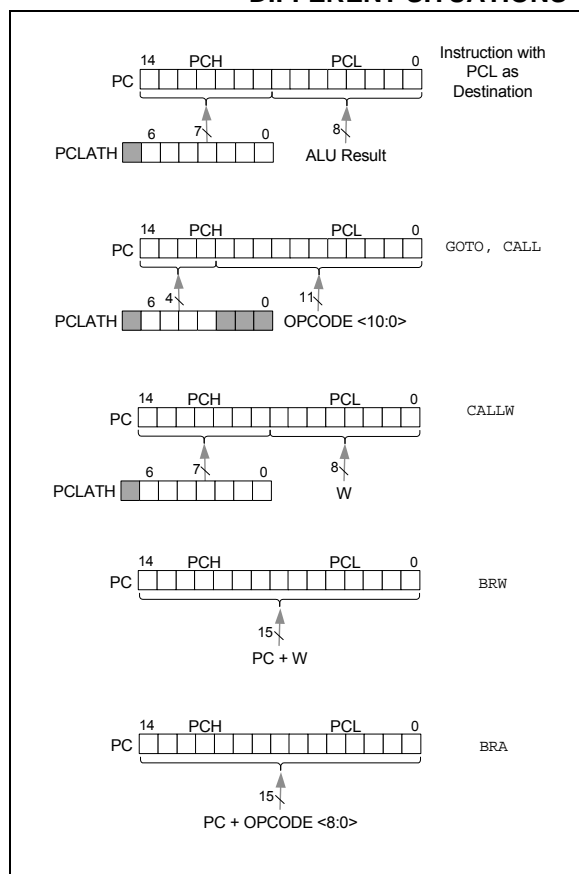 DIFFERENT SITUATIONS
14 PCH PCL 0
PC
Instruction with
PCL as
Destination
6 7 0 8
PCLATH ALU Result
14 PCH PCL 0
PC
GOTO, CALL
6 4 0 11
PCLATH OPCODE <10:0>
14 PCH PCL 0
PC
CALLW
6 7 0 8
PCLATH W
14 PCH PCL 0
PC
BRW
15
PC + W
14 PCH PCL 0
PC
BRA
15
PC + OPCODE <8:0>